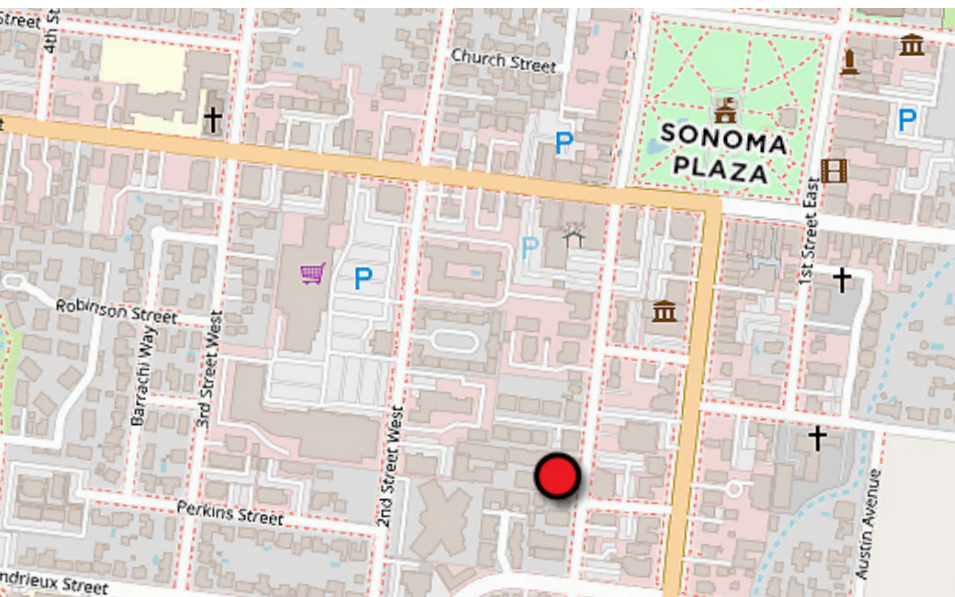 Street
4th St
Church Street
P
P
SONOMA
PLAZA
1st Street East
P
P
Robinson Street
Barrachi Way
3rd Street West
2nd Street West
Perkins Street
Austin Avenue
ndrieux Street